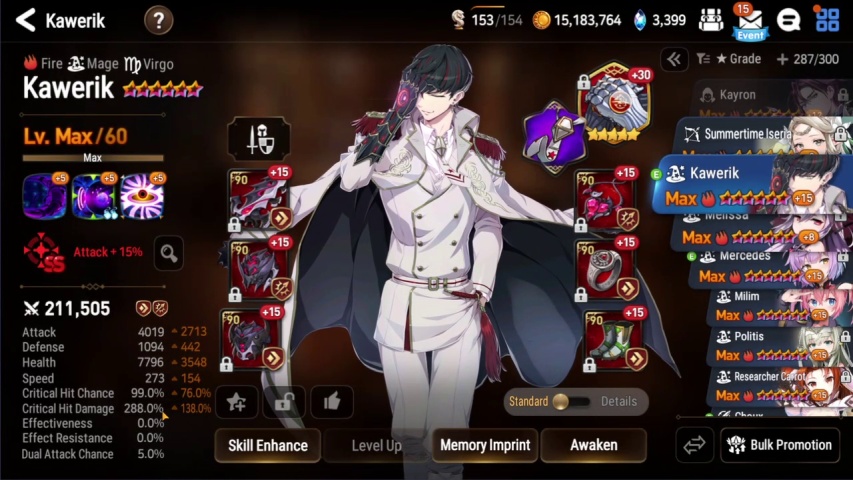 Kawerik
?
153/154
15,183,764
3,399
15
Event
Fire Mage Virgo
Kawerik
Lv. Max/60
Max
+5 +5 +5
SS
Attack + 15%
211,505
Attack 4019 2713
Defense 1094 442
Health 7796 3548
Speed 273 154
Critical Hit Chance 99.0% 76.0%
Critical Hit Damage 288.0% 138.0%
Effectiveness 0.0%
Effect Resistance 0.0%
Dual Attack Chance 5.0%
90 +15
90 +15
90 +15
+30
90 +15
90 +15
90 +15
Standard Details
Skill Enhance
Level Up
Memory Imprint
Awaken
Grade
287/300
Kayron
Summertime Iseria
E Kawerik
Max +15
Melissa
Max +8
E Mercedes
Max +15
Milim
Max +15
Politis
Max +15
Researcher Carrot
Max +15
Bulk Promotion